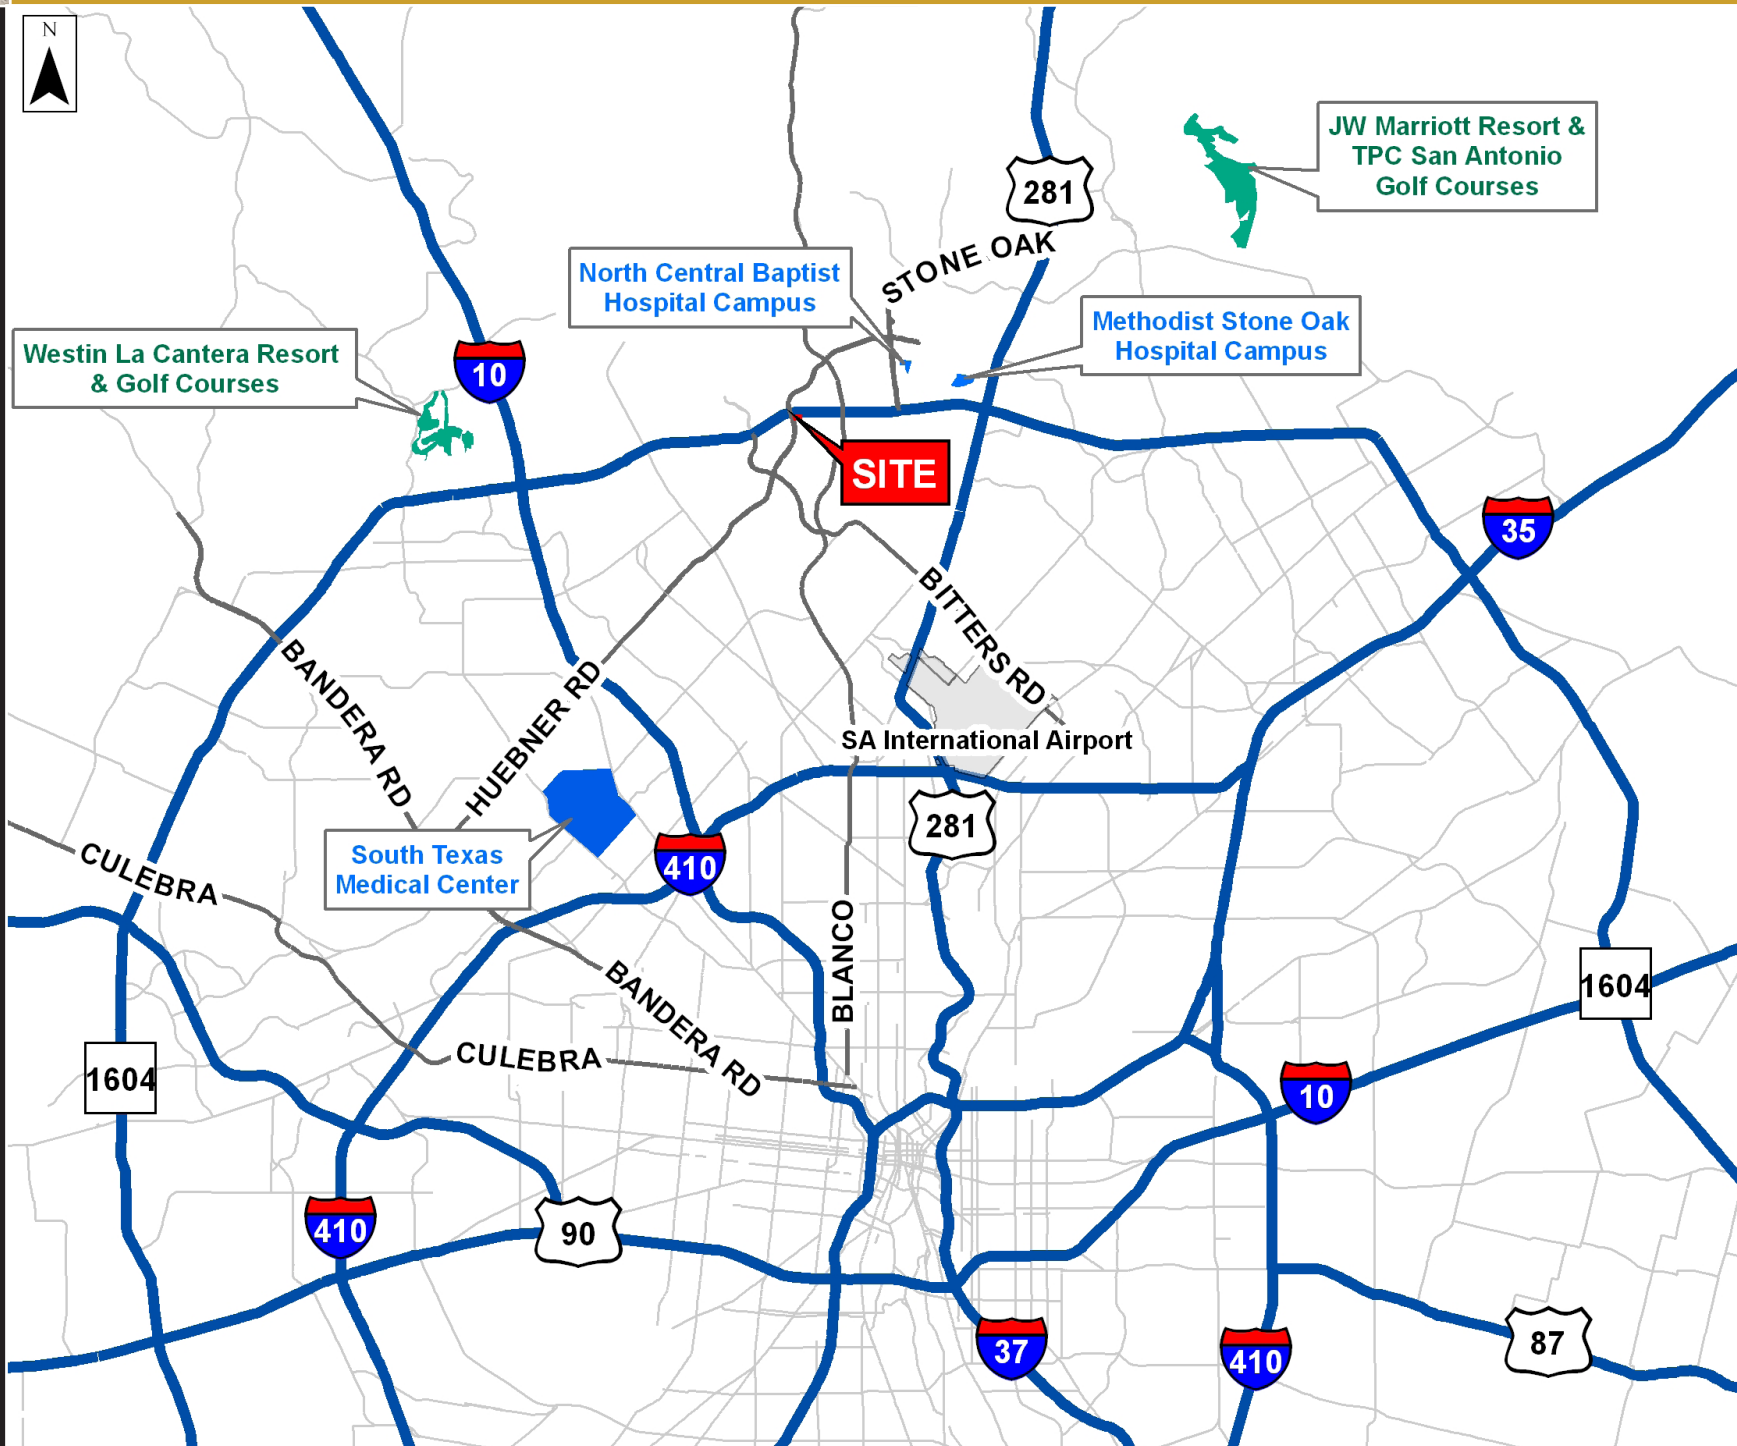 N
JW Marriott Resort &
TPC San Antonio
Golf Courses
281
STONE OAK
North Central Baptist
Hospital Campus
Methodist Stone Oak
Hospital Campus
Westin La Cantera Resort
& Golf Courses
10
SITE
35
BITTERS RD
BANDERA RD
HUEBNER RD
SA International Airport
281
CULEBRA
South Texas
Medical Center
410
BLANCO
BANDERA RD
1604
CULEBRA
1604
10
410
90
37
410
87